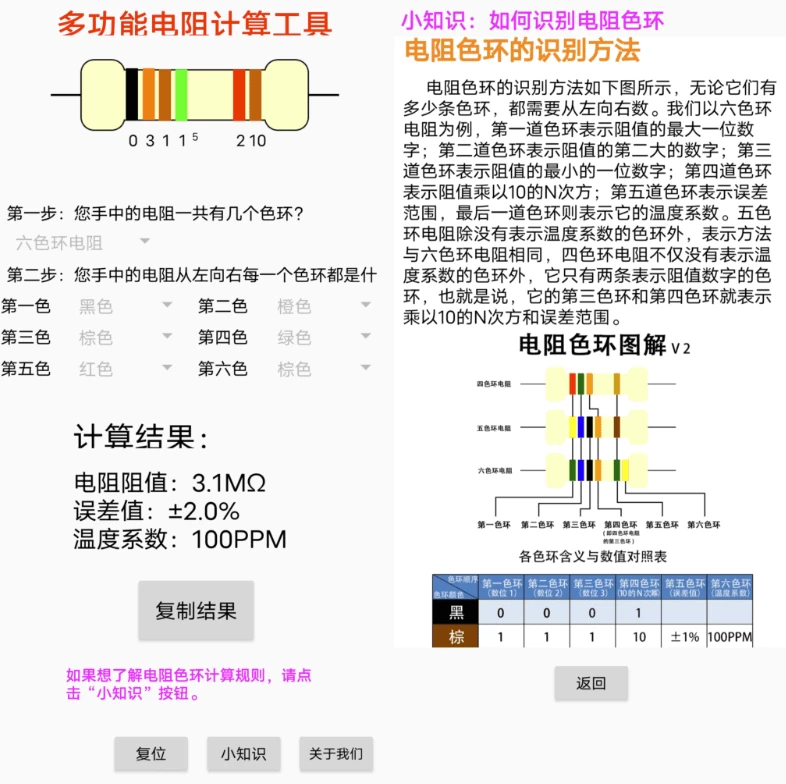 多功能电阻计算工具
0 3 1 1 5 2 10
第一步：您手中的电阻一共有几个色环？
六色环电阻
第二步：您手中的电阻从左向右每一个色环都是什
第一色 黑色 第二色 橙色
第三色 棕色 第四色 绿色
第五色 红色 第六色 棕色
计算结果：
电阻阻值：3.1MΩ
误差值：±2.0%
温度系数：100PPM
复制结果
如果想了解电阻色环计算规则，请点
击“小知识”按钮。
复位 小知识 关于我们
小知识：如何识别电阻色环
电阻色环的识别方法
电阻色环的识别方法如下图所示，无论它们有
多少条色环，都需要从左向右数。我们以六色环
电阻为例，第一道色环表示阻值的最大一位数
字；第二道色环表示阻值的第二大的数字；第三
道色环表示阻值的最小的一位数字；第四道色环
表示阻值乘以10的N次方；第五道色环表示误差
范围，最后一道色环则表示它的温度系数。五色
环电阻除没有表示温度系数的色环外，表示方法
与六色环电阻相同，四色环电阻不仅没有表示温
度系数的色环外，它只有两条表示阻值数字的色
环，也就是说，它的第三色环和第四色环就表示
乘以10的N次方和误差范围。
电阻色环图解 V 2
四色环电阻
五色环电阻
六色环电阻
第一色环 第二色环 第三色环 第四色环 第五色环 第六色环
(即四色环电阻
的第三色环)
各色环含义与数值对照表
色环顺序 第一色环 第二色环 第三色环 第四色环 第五色环 第六色环
色环颜色 (数位 1) (数位 2) (数位 3) (10的 N 次幂) (误差值) (温度系数)
黑 0 0 0 1
棕 1 1 1 10 ±1% 100PPM
返回